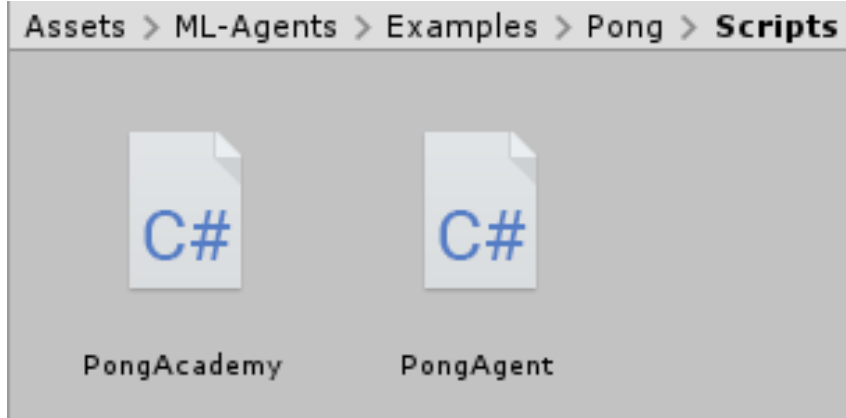 Assets > ML-Agents > Examples > Pong > Scripts
C# C#
PongAcademy PongAgent